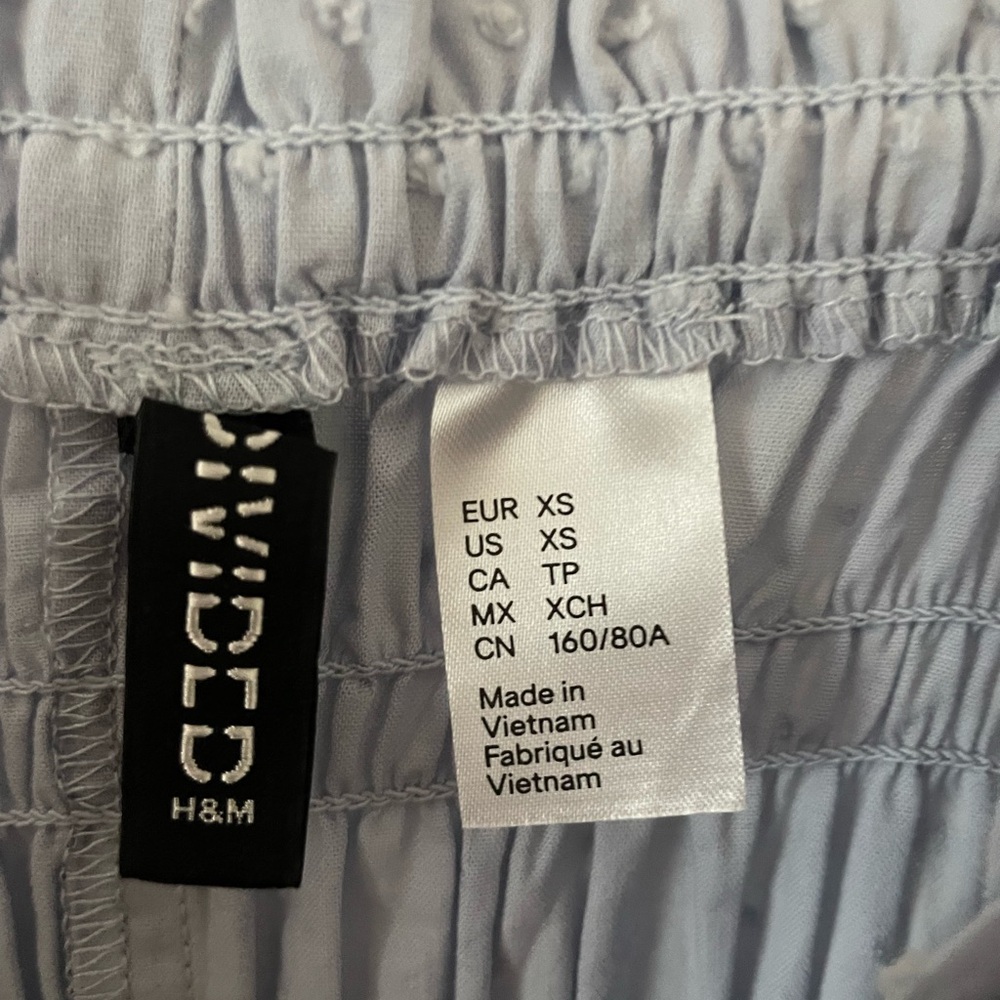 DIVIDED
H&M
EUR XS
US XS
CA TP
MX XCH
CN 160/80A
Made in
Vietnam
Fabriqué au
Vietnam